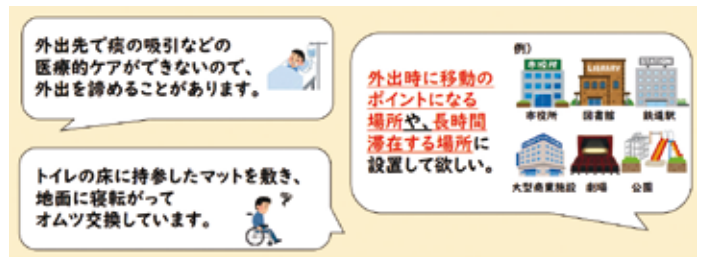 外出先で痰の吸引などの
医療的ケアができないので、
外出を諦めることがあります。
トイレの床に持参したマットを敷き、
地面に寝転がって
オムツ交換しています。
外出時に移動の
ポイントになる
場所や、長時間
滞在する場所に
設置して欲しい。
例)
市役所
LIBRARY
STATION
市役所 図書館 鉄道駅
大型商業施設 劇場 公園